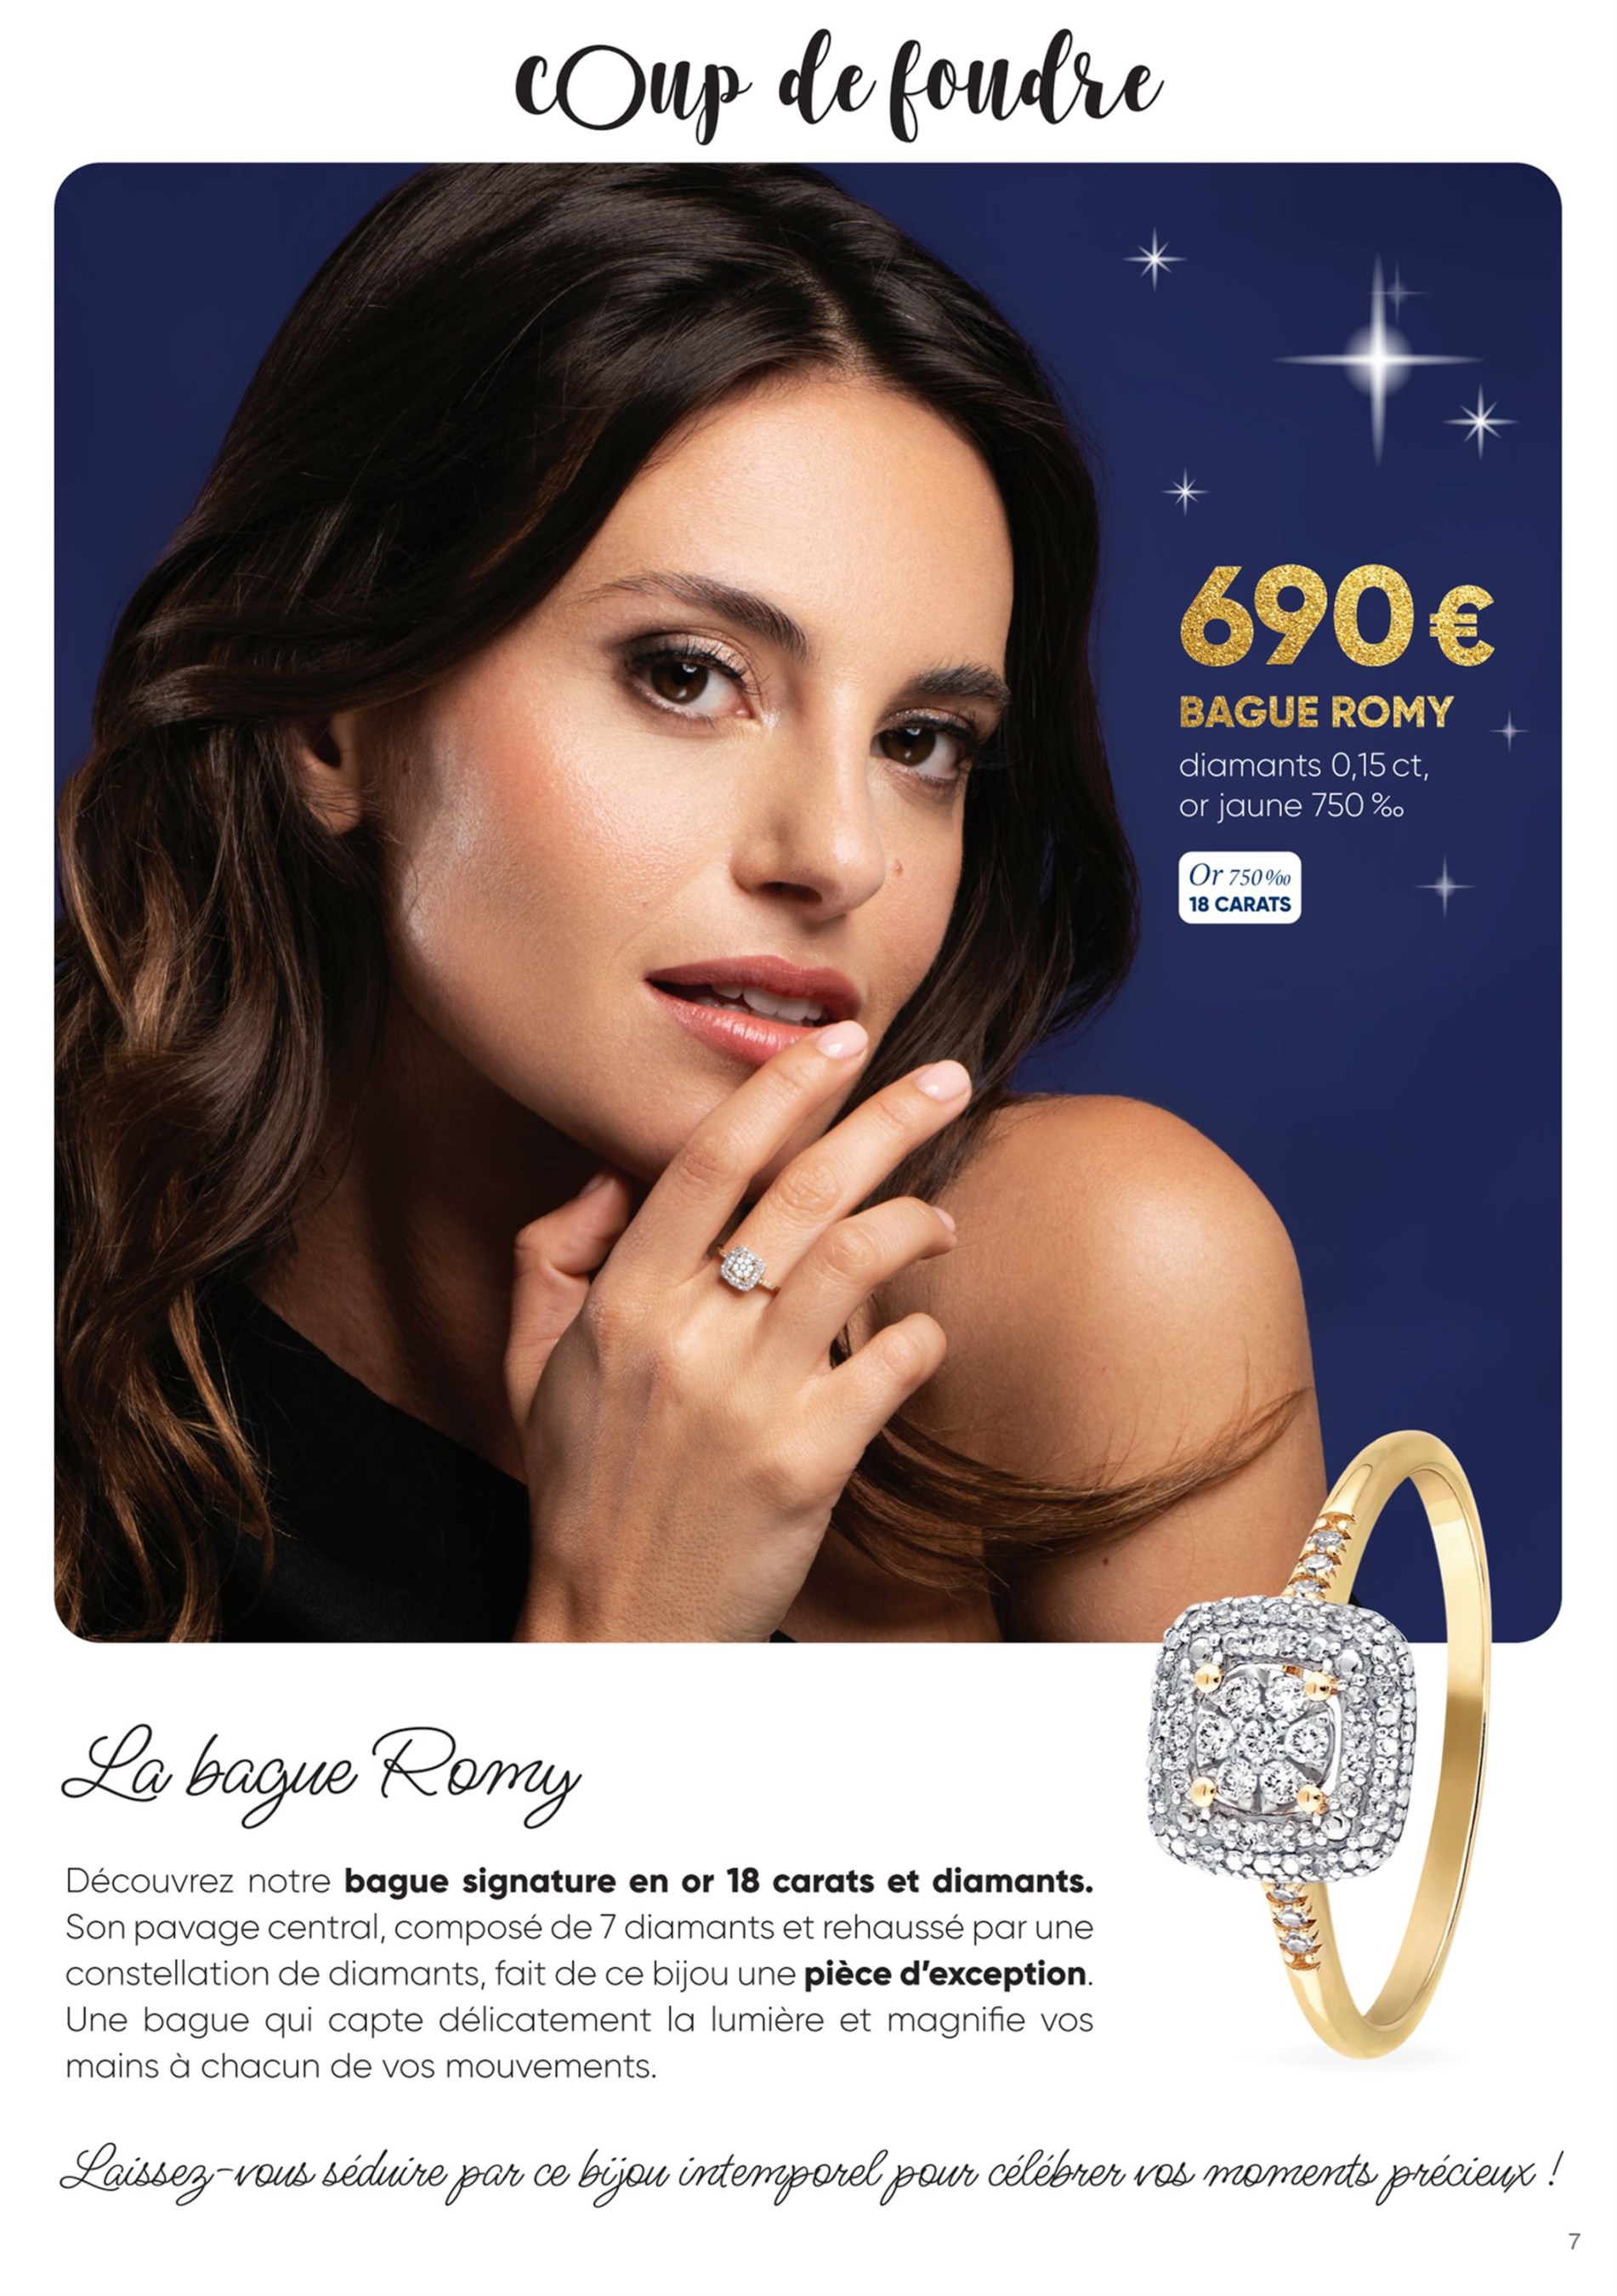 coup de foudre
690€
BAGUE ROMY
diamants 0,15 ct,
or jaune 750 ‰
Or 750‰
18 CARATS
La bague Romy
Découvrez notre bague signature en or 18 carats et diamants.
Son pavage central, composé de 7 diamants et rehaussé par une
constellation de diamants, fait de ce bijou une pièce d'exception.
Une bague qui capte délicatement la lumière et magnifie vos
mains à chacun de vos mouvements.
Laissez-vous séduire par ce bijou intemporel pour célébrer vos moments précieux !
7